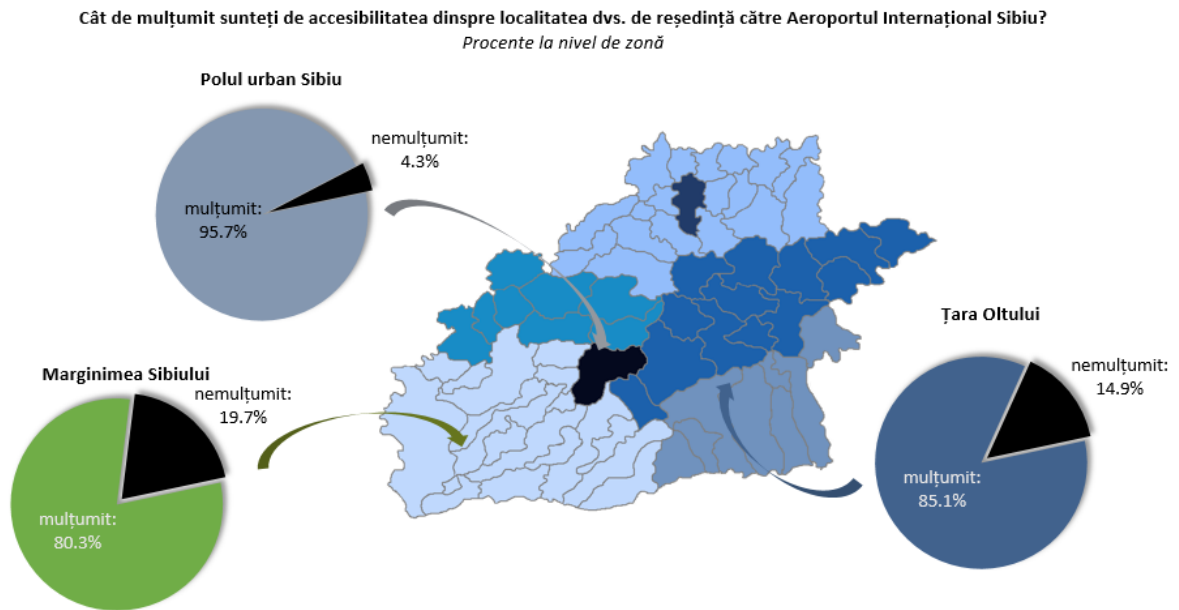 Cât de mulțumit sunteți de accesibilitatea dinspre localitatea dvs. de reședință către Aeroportul Internațional Sibiu?
Procente la nivel de zonă
Polul urban Sibiu
nemulțumit:
4.3%
mulțumit:
95.7%
Marginimea Sibiului
nemulțumit:
19.7%
mulțumit:
80.3%
Țara Oltului
nemulțumit:
14.9%
mulțumit:
85.1%